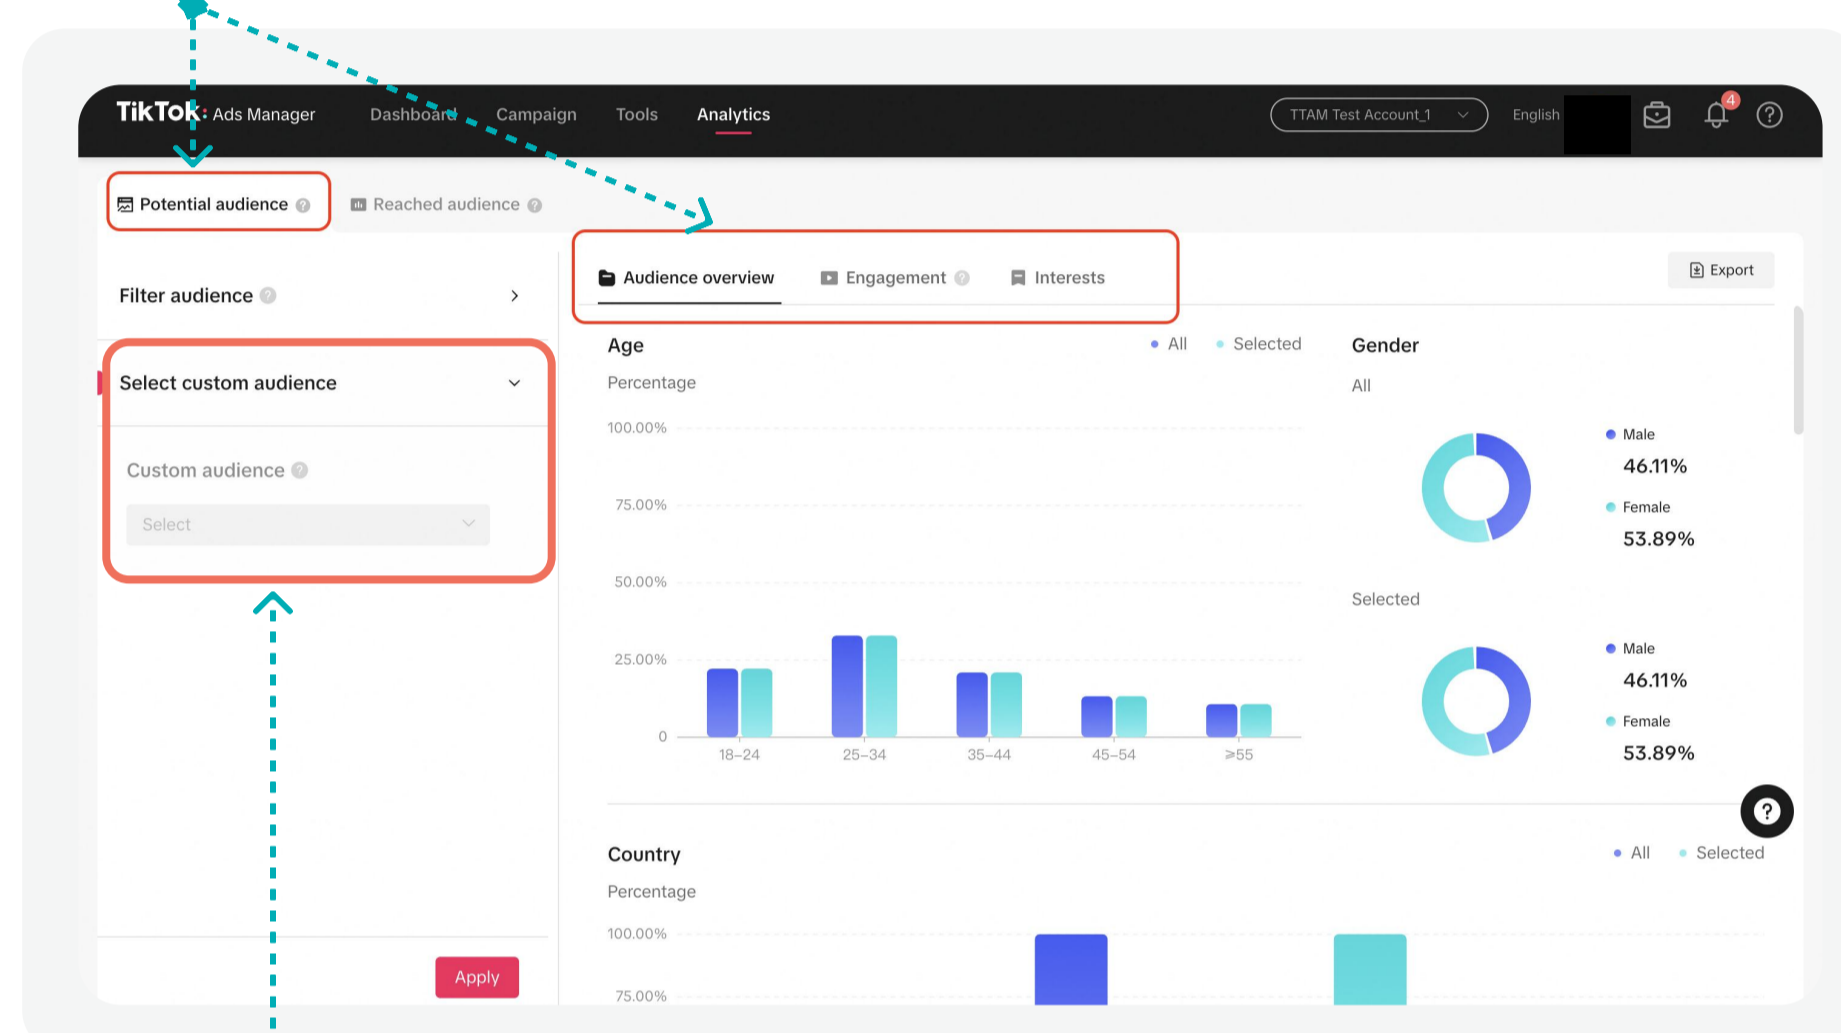 TikTok: Ads Manager Dashboard Campaign Tools Analytics TTAM Test Account_1 English 4 ?
Potential audience ? Reached audience ?
Filter audience ?
Select custom audience
Custom audience ?
Select
Apply
Audience overview Engagement ? Interests
Export
Age All Selected
Percentage
100.00%
75.00%
50.00%
25.00%
0
18–24 25–34 35–44 45–54 ≥55
Gender
All
Male
46.11%
Female
53.89%
Selected
Male
46.11%
Female
53.89%
?
Country All Selected
Percentage
100.00%
75.00%